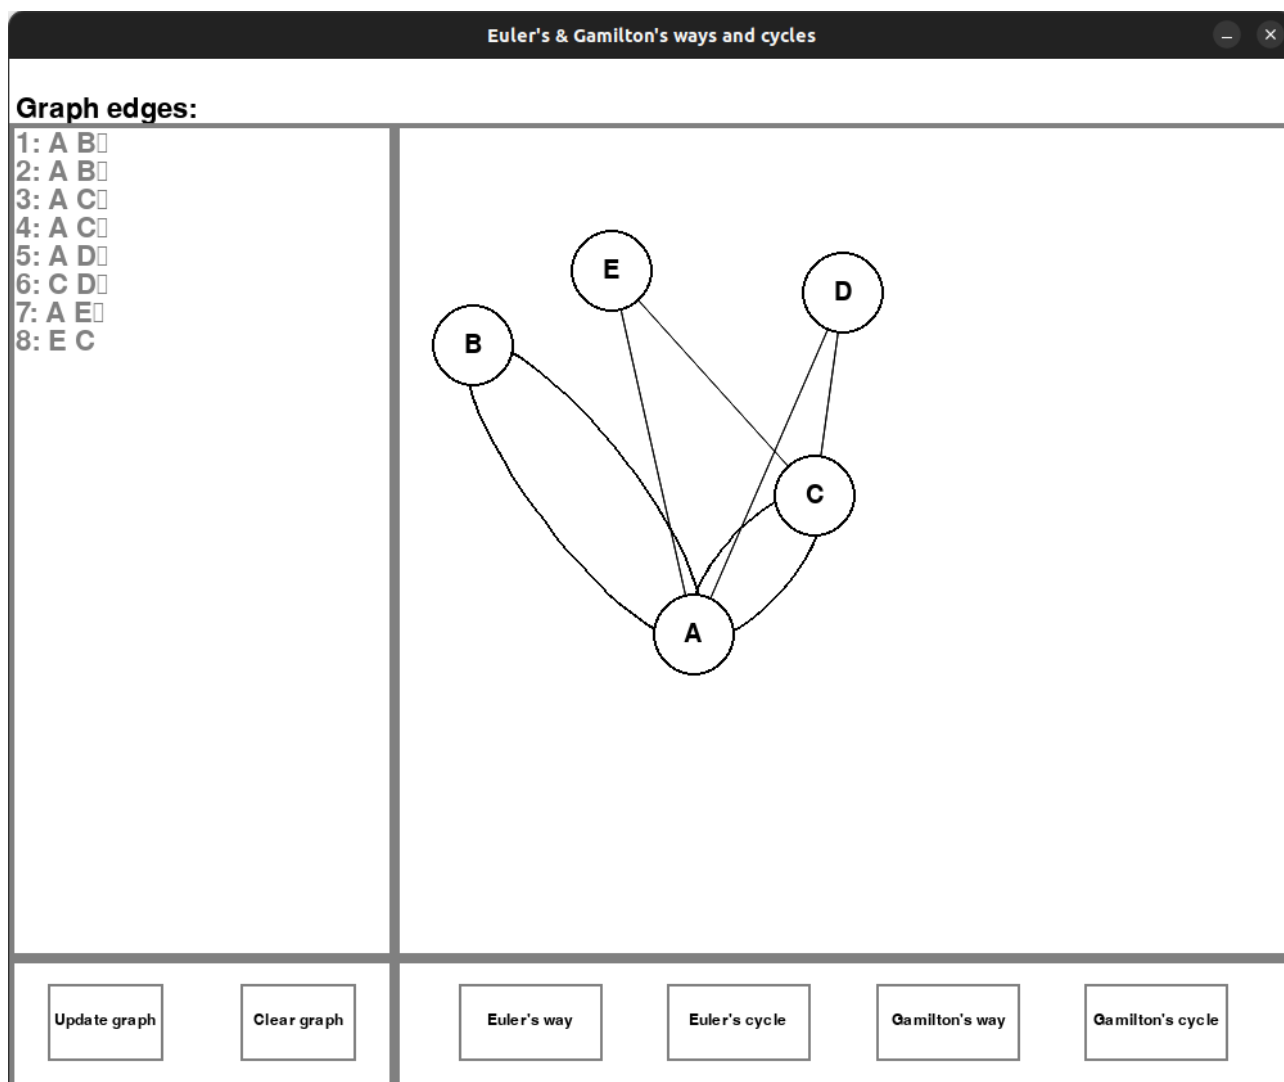 Euler's & Gamilton's ways and cycles
Graph edges:
1: A B▯
2: A B▯
3: A C▯
4: A C▯
5: A D▯
6: C D▯
7: A E▯
8: E C
E
D
B
C
A
Update graph
Clear graph
Euler's way
Euler's cycle
Gamilton's way
Gamilton's cycle